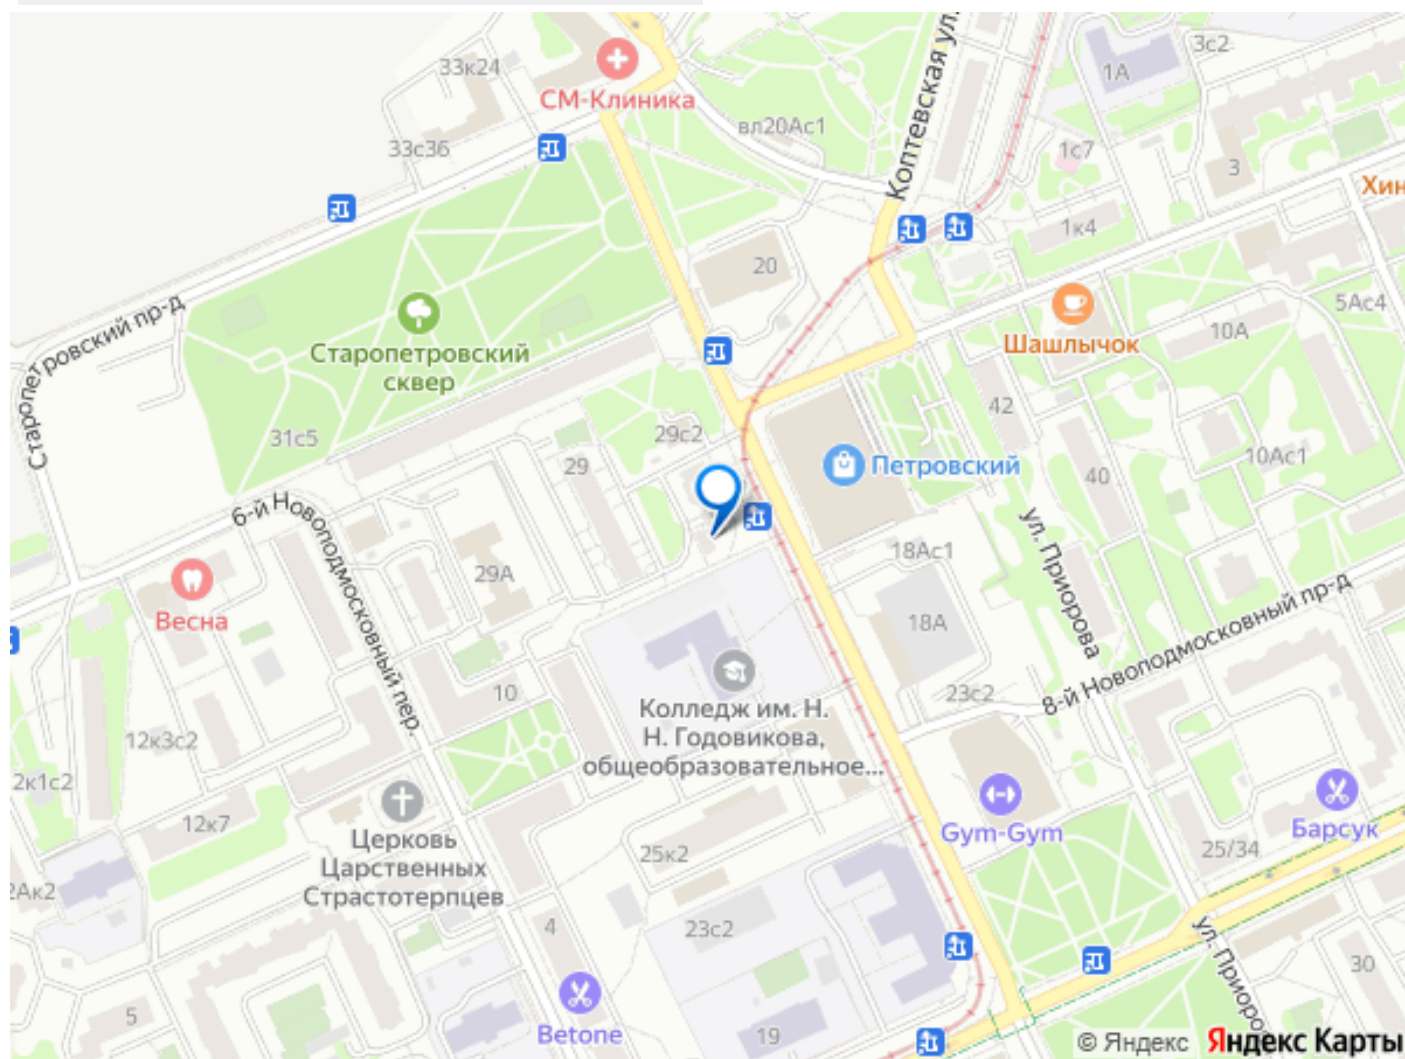 33к24
СМ-Клиника
33с36
вл20Ас1
Коптевская ул.
3с2
1А
1с7
3
Хин
1к4
20
5Ас4
10А
Шашлычок
Старопетровский пр-д
Старопетровский
сквер
42
31с5
29с2
29
Петровский
40
10Ас1
6-й Новоподмосковный пер.
ул. Приорова
18Ас1
29А
Весна
18А
8-й Новоподмосковный пр-д
10
23с2
Колледж им. Н.
Н. Годовикова,
общеобразовательное...
12к3с2
2к1с2
12к7
Церковь
Царственных
Страстотерпцев
Gym-Gym
Барсук
25/34
25к2
2Ак2
4
23с2
ул. Приоро
30
5
Betone
19
© Яндекс Яндекс Карты